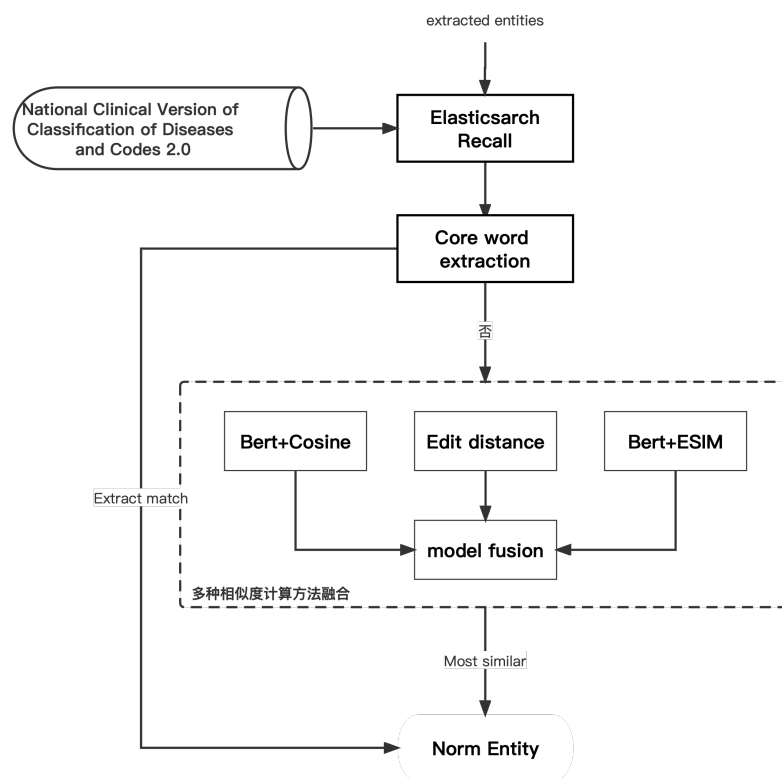 extracted entities
National Clinical Version of
Classification of Diseases
and Codes 2.0
Elasticsarch
Recall
Core word
extraction
否
Bert+Cosine
Edit distance
Bert+ESIM
Extract match
model fusion
多种相似度计算方法融合
Most similar
Norm Entity